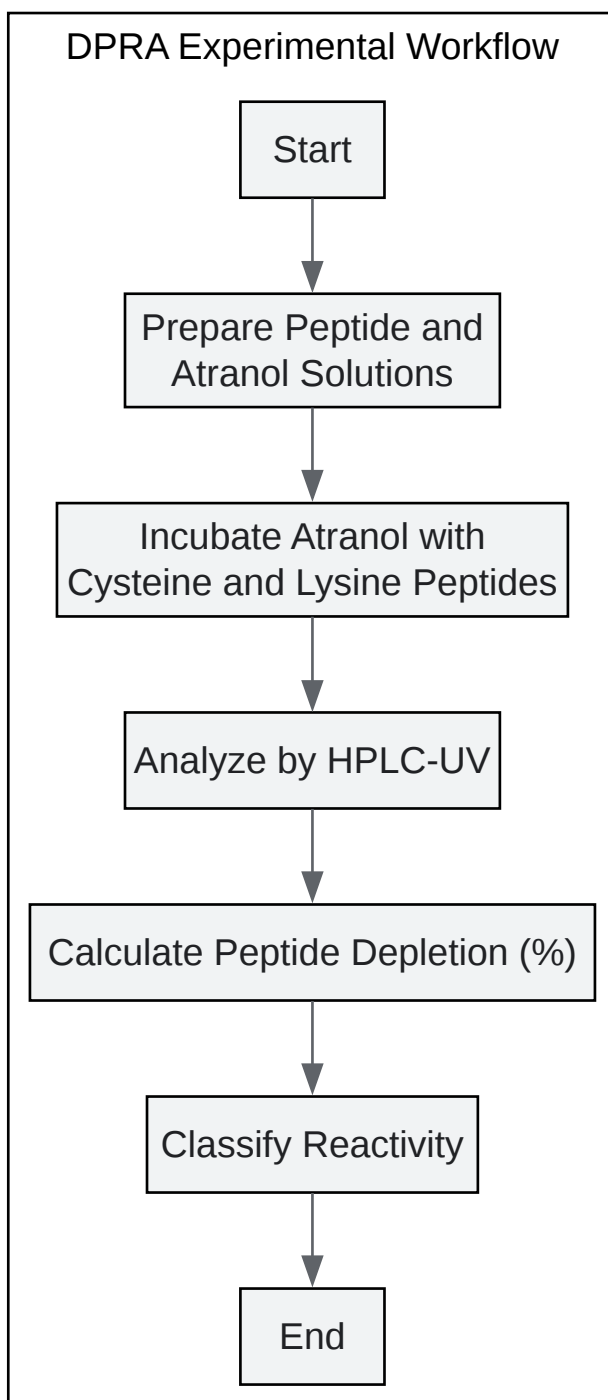 DPRA Experimental Workflow
Start
Prepare Peptide and
Atranol Solutions
Incubate Atranol with
Cysteine and Lysine Peptides
Analyze by HPLC-UV
Calculate Peptide Depletion (%)
Classify Reactivity
End